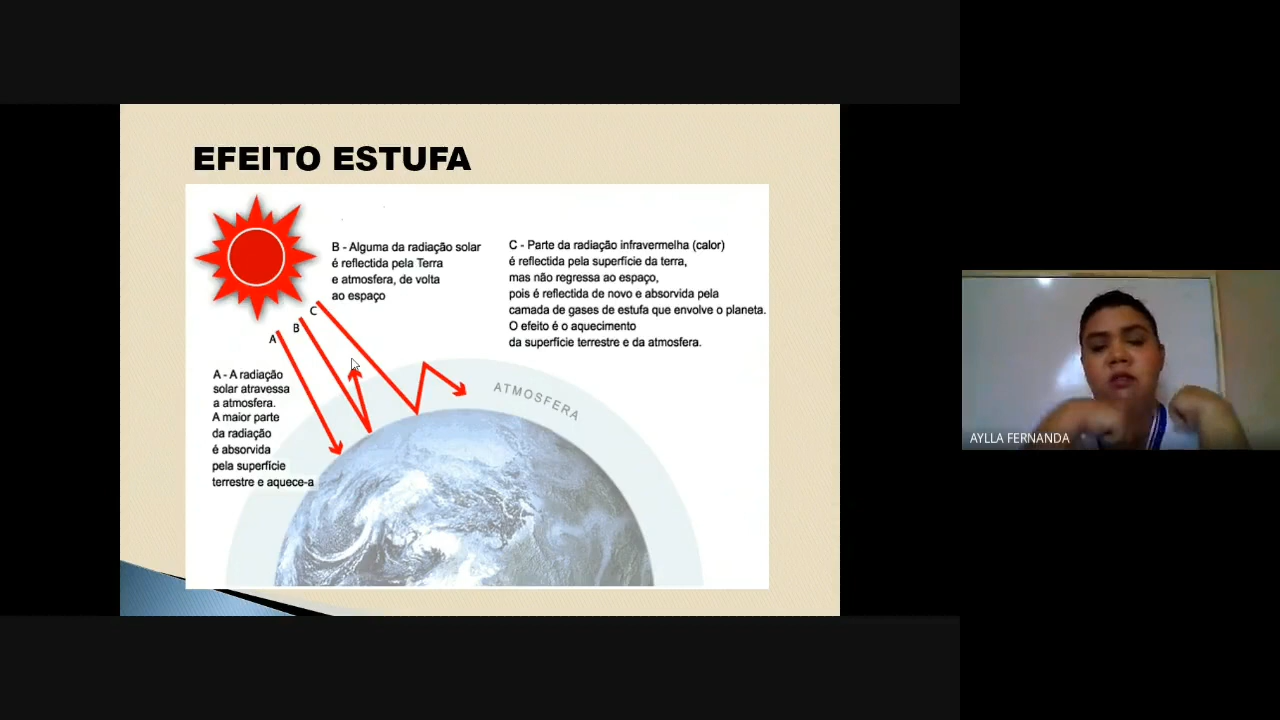 EFEITO ESTUFA
B - Alguma da radiação solar
é reflectida pela Terra
e atmosfera, de volta
ao espaço
C - Parte da radiação infravermelha (calor)
é reflectida pela superfície da terra,
mas não regressa ao espaço,
pois é reflectida de novo e absorvida pela
camada de gases de estufa que envolve o planeta.
O efeito é o aquecimento
da superfície terrestre e da atmosfera.
C
B
A
A - A radiação
solar atravessa
a atmosfera.
A maior parte
da radiação
é absorvida
pela superfície
terrestre e aquece-a
ATMOSFERA
AYLLA FERNANDA